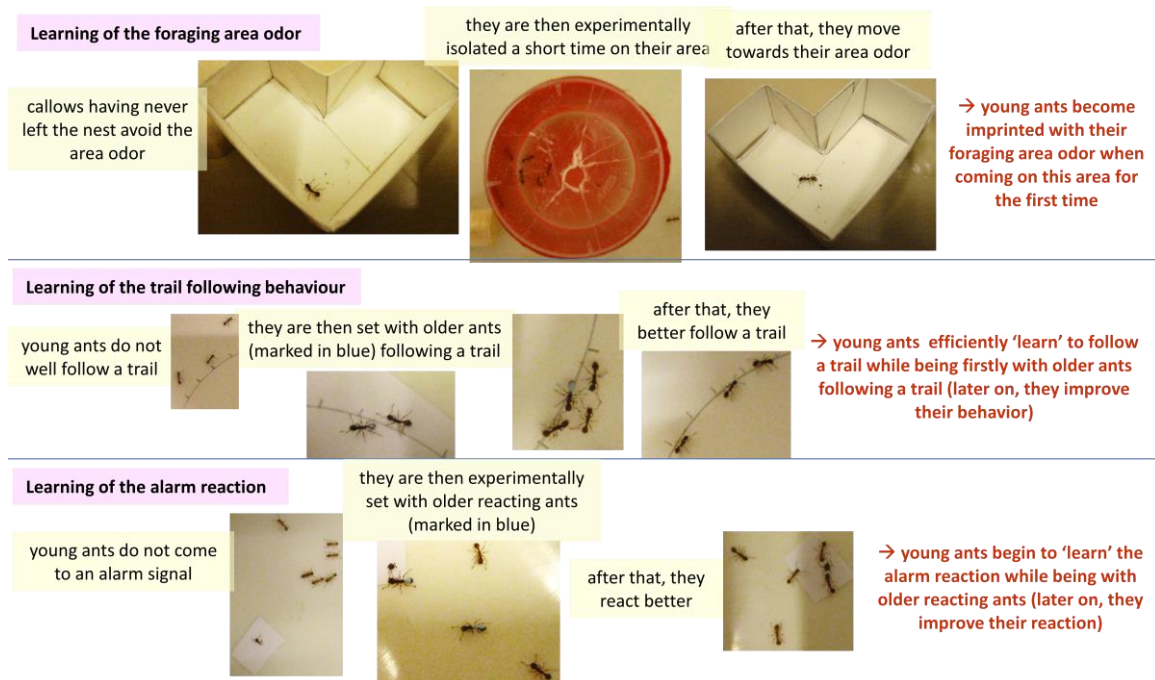 Learning of the foraging area odor
callows having never
left the nest avoid the
area odor
they are then experimentally
isolated a short time on their area
after that, they move
towards their area odor
→ young ants become
imprinted with their
foraging area odor when
coming on this area for
the first time
Learning of the trail following behaviour
young ants do not
well follow a trail
they are then set with older ants
(marked in blue) following a trail
after that, they
better follow a trail
→ young ants efficiently ‘learn’ to follow
a trail while being firstly with older ants
following a trail (later on, they improve
their behavior)
Learning of the alarm reaction
young ants do not come
to an alarm signal
they are then experimentally
set with older reacting ants
(marked in blue)
after that, they
react better
→ young ants begin to ‘learn’ the
alarm reaction while being with
older reacting ants (later on, they
improve their reaction)